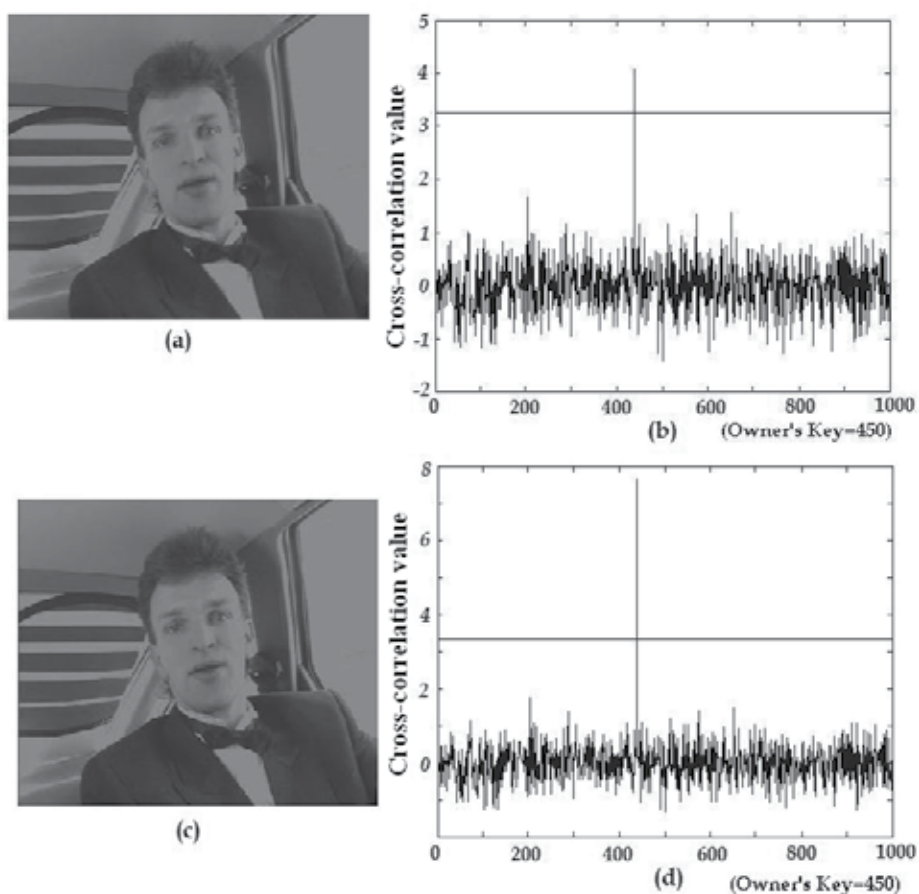 5
4
3
2
1
0
-1
-2
Cross-correlation value
0 200 400 600 800 1000
(a)
(b) (Owner's Key=450)
8
6
4
2
0
Cross-correlation value
0 200 400 600 800 1000
(c)
(d) (Owner's Key=450)